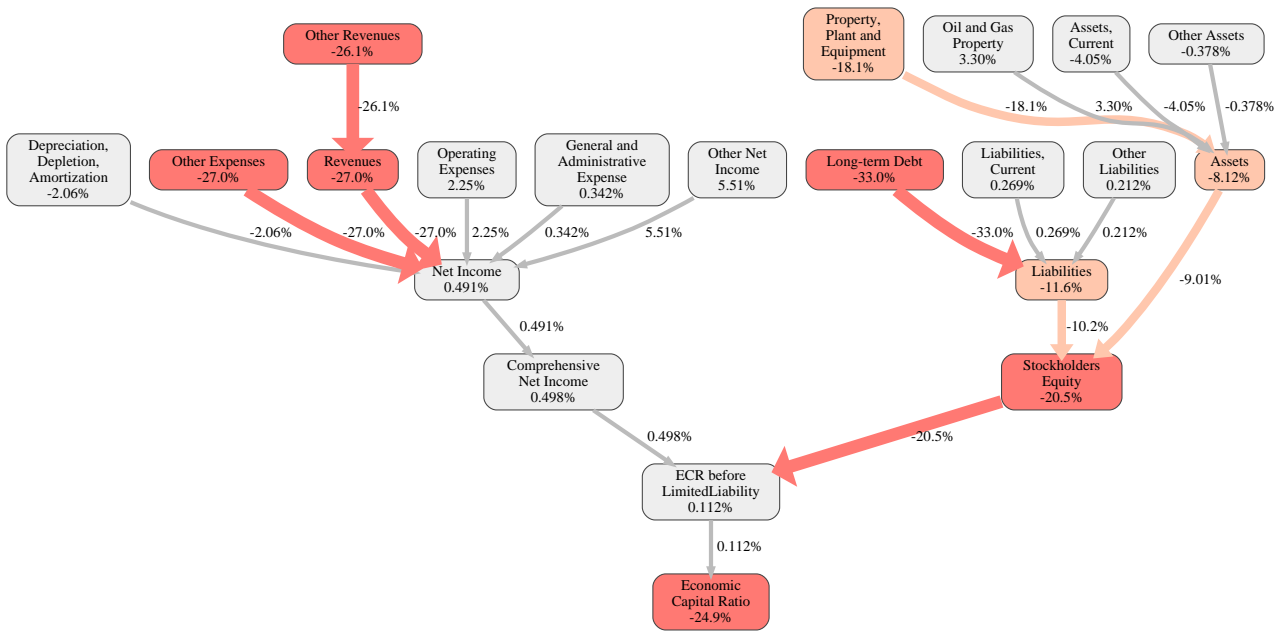 Other Revenues
-26.1%
Property,
Plant and
Equipment
-18.1%
Oil and Gas
Property
3.30%
Assets,
Current
-4.05%
Other Assets
-0.378%
-26.1%
-18.1%
3.30%
-4.05%
-0.378%
Depreciation,
Depletion,
Amortization
-2.06%
Other Expenses
-27.0%
Revenues
-27.0%
Operating
Expenses
2.25%
General and
Administrative
Expense
0.342%
Other Net
Income
5.51%
Long-term Debt
-33.0%
Liabilities,
Current
0.269%
Other
Liabilities
0.212%
Assets
-8.12%
-2.06%
-27.0%
-27.0%
2.25%
0.342%
5.51%
-33.0%
0.269%
0.212%
-9.01%
Net Income
0.491%
Liabilities
-11.6%
0.491%
-10.2%
Comprehensive
Net Income
0.498%
Stockholders
Equity
-20.5%
0.498%
-20.5%
ECR before
LimitedLiability
0.112%
0.112%
Economic
Capital Ratio
-24.9%